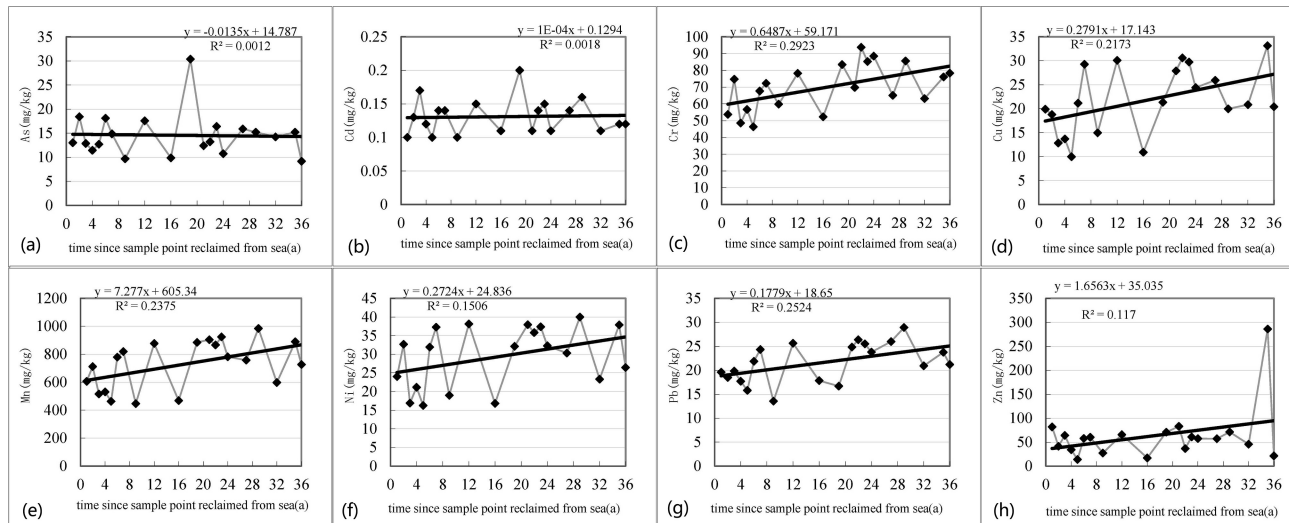 y = -0.0135x + 14.787
R² = 0.0012
35
30
25
20
15
10
5
0
As(mg/kg)
0 4 8 12 16 20 24 28 32 36
(a)
time since sample point reclaimed from sea(a)
y = 1E-04x + 0.1294
R² = 0.0018
0.25
0.2
0.15
0.1
0.05
0
Cd(mg/kg)
0 4 8 12 16 20 24 28 32 36
(b)
time since sample point reclaimed from sea(a)
y = 0.6487x + 59.171
R² = 0.2923
100
90
80
70
60
50
40
30
20
10
0
Cr(mg/kg)
0 4 8 12 16 20 24 28 32 36
(c)
time since sample point reclaimed from sea(a)
y = 0.2791x + 17.143
R² = 0.2173
35
30
25
20
15
10
5
0
Cu(mg/kg)
0 4 8 12 16 20 24 28 32 36
(d)
time since sample point reclaimed from sea(a)
y = 7.277x + 605.34
R² = 0.2375
1200
1000
800
600
400
200
0
Mn(mg/kg)
0 4 8 12 16 20 24 28 32 36
(e)
time since sample point reclaimed from sea(a)
y = 0.2724x + 24.836
R² = 0.1506
45
40
35
30
25
20
15
10
5
0
Ni(mg/kg)
0 4 8 12 16 20 24 28 32 36
(f)
time since sample point reclaimed from sea(a)
y = 0.1779x + 18.65
R² = 0.2524
35
30
25
20
15
10
5
0
Pb(mg/kg)
0 4 8 12 16 20 24 28 32 36
(g)
time since sample point reclaimed from sea(a)
y = 1.6563x + 35.035
R² = 0.117
350
300
250
200
150
100
50
0
Zn(mg/kg)
0 4 8 12 16 20 24 28 32 36
(h)
time since sample point reclaimed from sea(a)